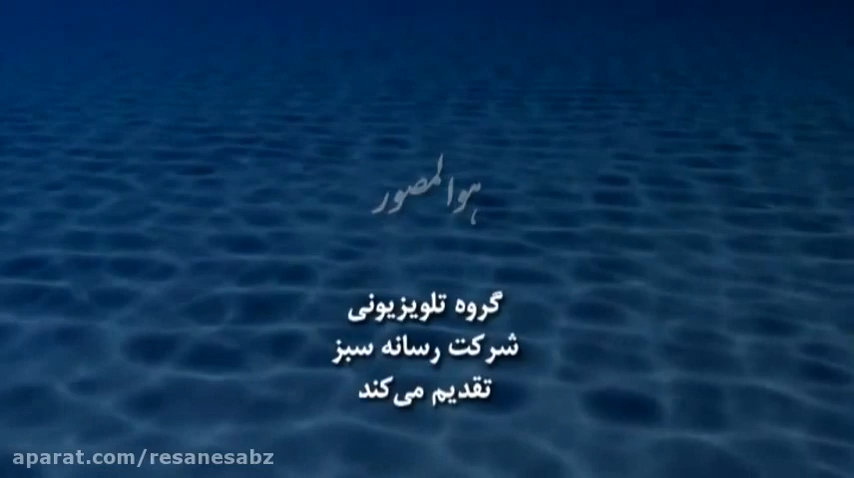 هوالمصور
گروه تلویزیونی
شرکت رسانه سبز
تقدیم می‌کند
aparat.com/resanesabz